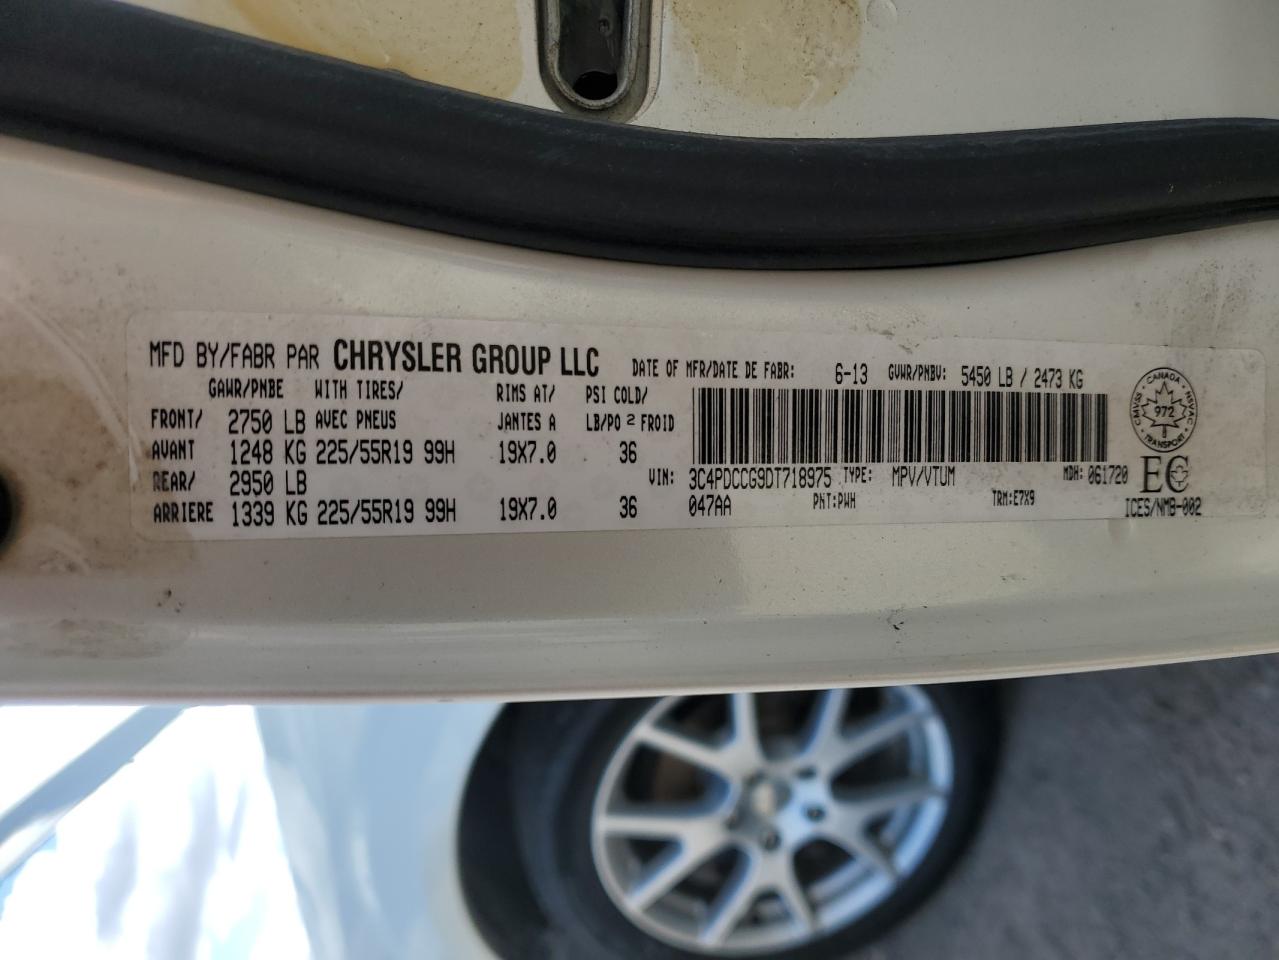 MFD BY/FABR PAR CHRYSLER GROUP LLC DATE OF MFR/DATE DE FABR: 6-13 GVWR/PNBV: 5450 LB / 2473 KG
GAWR/PNBE WITH TIRES/ RIMS AT/ PSI COLD/
FRONT/ 2750 LB AVEC PNEUS JANTES A LB/PO 2 FROID
AVANT 1248 KG 225/55R19 99H 19X7.0 36
REAR/ 2950 LB
ARRIERE 1339 KG 225/55R19 99H 19X7.0 36
VIN: 3C4PDCCG9DT718975 TYPE: MPV/VTUM MDH: 061720
047AA PNT:PWH TRM:E7X9
CANADA
CMVSS NSVAC
972
TRANSPORT
EC
ICES/NMB-002